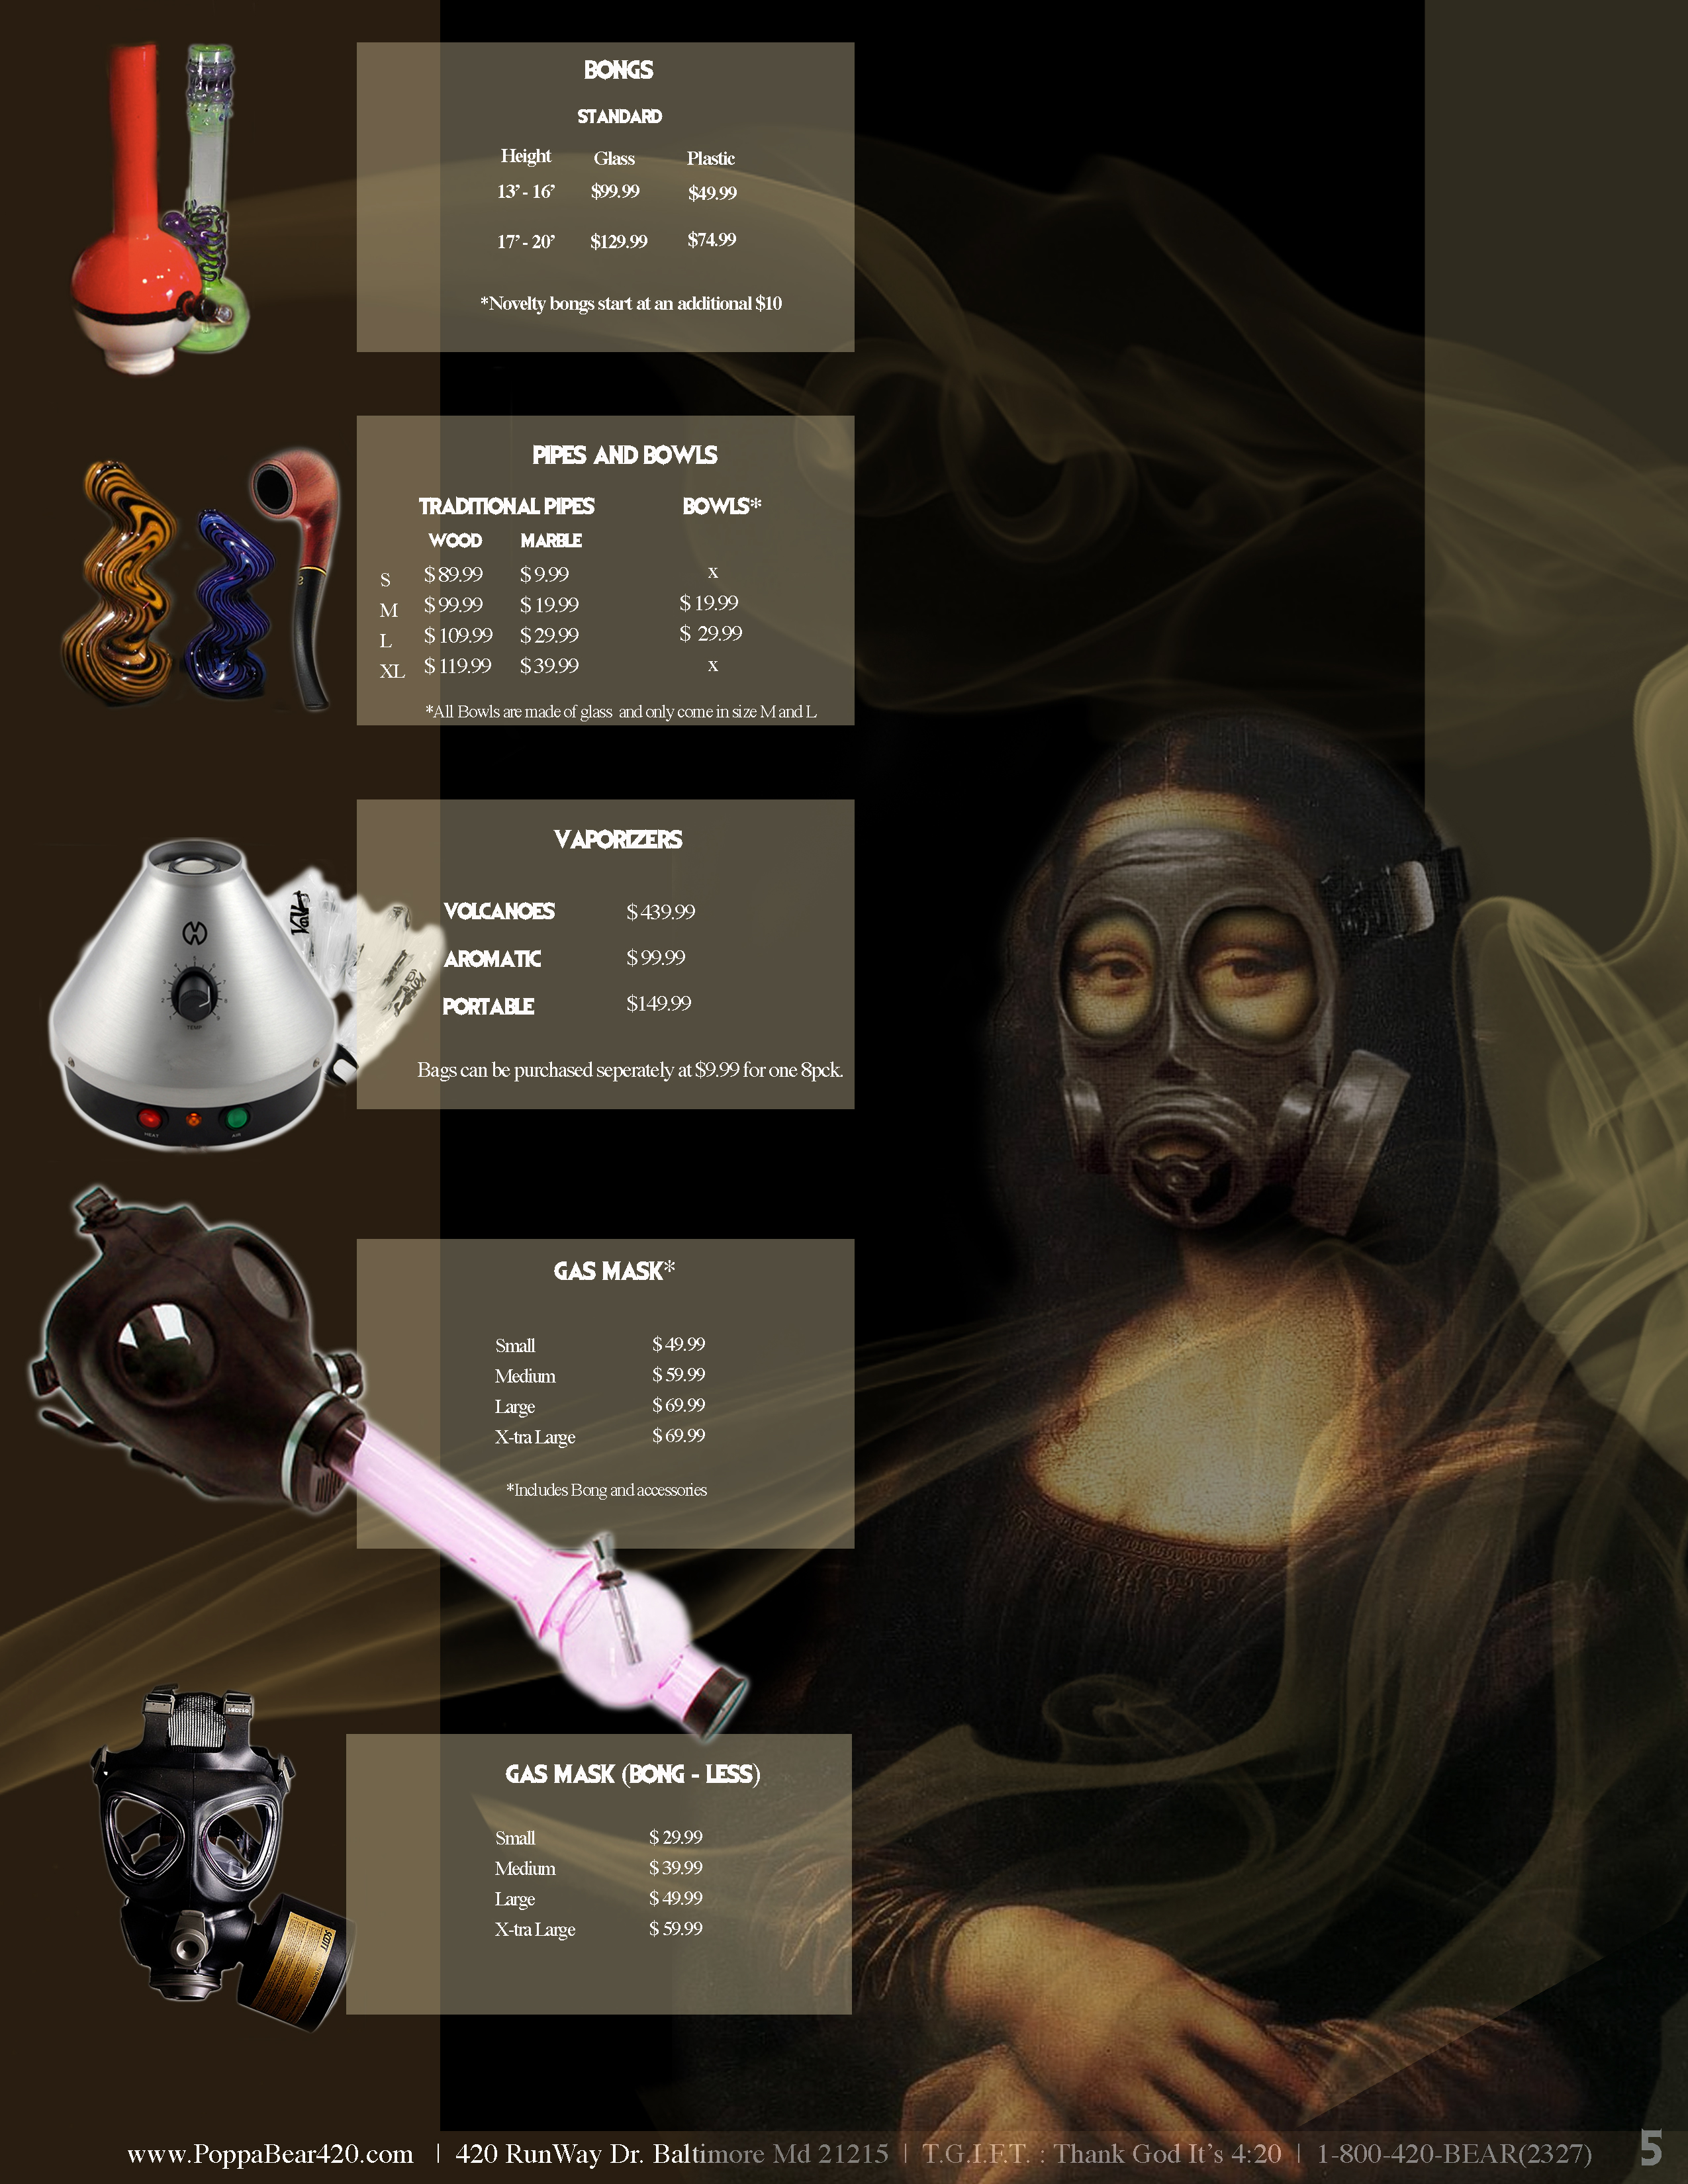 BONGS
STANDARD
Height Glass Plastic
13’ - 16’ $99.99 $49.99
17’ - 20’ $129.99 $74.99
*Novelty bongs start at an additional $10
PIPES AND BOWLS
TRADITIONAL PIPES BOWLS*
WOOD MARBLE
S $ 89.99 $ 9.99 x
M $ 99.99 $ 19.99 $ 19.99
L $ 109.99 $ 29.99 $ 29.99
XL $ 119.99 $ 39.99 x
*All Bowls are made of glass and only come in size M and L
VAPORIZERS
VOLCANOES $ 439.99
AROMATIC $ 99.99
PORTABLE $149.99
Bags can be purchased seperately at $9.99 for one 8pck.
TEMP
HEAT AIR
GAS MASK*
Small $ 49.99
Medium $ 59.99
Large $ 69.99
X-tra Large $ 69.99
*Includes Bong and accessories
GAS MASK (BONG - LESS)
Small $ 29.99
Medium $ 39.99
Large $ 49.99
X-tra Large $ 59.99
SCOTT
www.PoppaBear420.com | 420 RunWay Dr. Baltimore Md 21215 | T.G.I.F.T. : Thank God It’s 4:20 | 1-800-420-BEAR(2327) 5